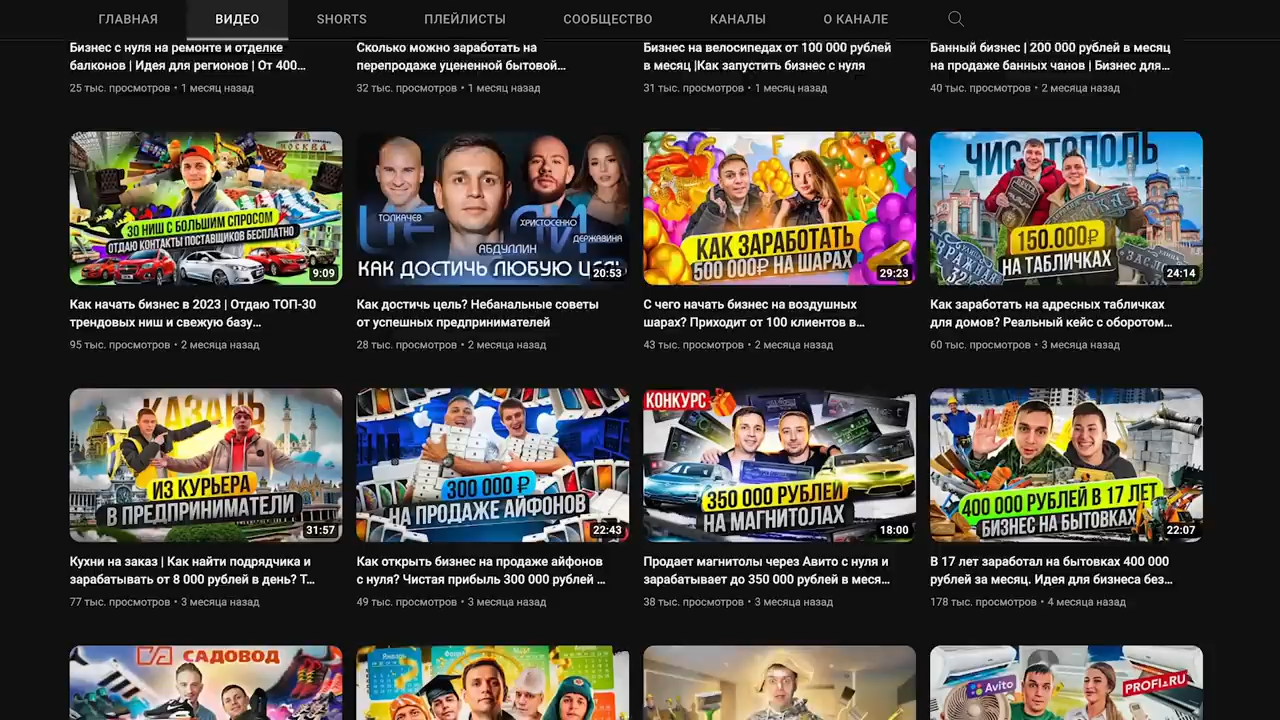 ГЛАВНАЯ
ВИДЕО
SHORTS
ПЛЕЙЛИСТЫ
СООБЩЕСТВО
КАНАЛЫ
О КАНАЛЕ
Бизнес с нуля на ремонте и отделке
балконов | Идея для регионов | От 400...
25 тыс. просмотров • 1 месяц назад
Сколько можно заработать на
перепродаже уцененной бытовой...
32 тыс. просмотров • 1 месяц назад
Бизнес на велосипедах от 100 000 рублей
в месяц |Как запустить бизнес с нуля
31 тыс. просмотров • 1 месяц назад
Банный бизнес | 200 000 рублей в месяц
на продаже банных чанов | Бизнес для...
40 тыс. просмотров • 2 месяца назад
МОСКВА
30 НИШ С БОЛЬШИМ СПРОСОМ
ОТДАЮ КОНТАКТЫ ПОСТАВЩИКОВ БЕСПЛАТНО
9:09
Как начать бизнес в 2023 | Отдаю ТОП-30
трендовых ниш и свежую базу...
95 тыс. просмотров • 2 месяца назад
ТОЛКАЧЕВ
ХРИСТОСЕНКО
ДЕРЖАВИНА
АБДУЛЛИН
КАК ДОСТИЧЬ ЛЮБУЮ ЦЕЛЬ
20:53
Как достичь цель? Небанальные советы
от успешных предпринимателей
28 тыс. просмотров • 2 месяца назад
КАК ЗАРАБОТАТЬ
500 000₽ НА ШАРАХ
29:23
С чего начать бизнес на воздушных
шарах? Приходит от 100 клиентов в...
43 тыс. просмотров • 2 месяца назад
ЧИСТОПОЛЬ
150.000₽
НА ТАБЛИЧКАХ
24:14
Как заработать на адресных табличках
для домов? Реальный кейс с оборотом...
60 тыс. просмотров • 3 месяца назад
КАЗАНЬ
ИЗ КУРЬЕРА
В ПРЕДПРИНИМАТЕЛИ
31:57
Кухни на заказ | Как найти подрядчика и
зарабатывать от 8 000 рублей в день? Т...
77 тыс. просмотров • 3 месяца назад
300 000 ₽
НА ПРОДАЖЕ АЙФОНОВ
22:43
Как открыть бизнес на продаже айфонов
с нуля? Чистая прибыль 300 000 рублей ...
49 тыс. просмотров • 3 месяца назад
КОНКУРС
350 000 РУБЛЕЙ
НА МАГНИТОЛАХ
18:00
Продает магнитолы через Авито с нуля и
зарабатывает до 350 000 рублей в меся...
38 тыс. просмотров • 3 месяца назад
400 000 РУБЛЕЙ В 17 ЛЕТ
БИЗНЕС НА БЫТОВКАХ
22:07
В 17 лет заработал на бытовках 400 000
рублей за месяц. Идея для бизнеса без...
178 тыс. просмотров • 4 месяца назад
САДОВОД
Январь
Avito
PROFI.RU